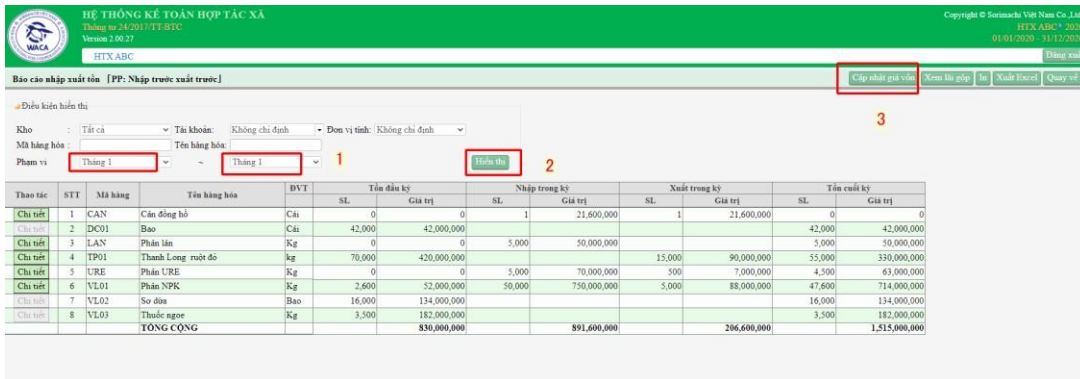 WACA
HỆ THỐNG KẾ TOÁN HỢP TÁC XÃ
Thông tư 24/2017/TT-BTC
Version 2.00.27
HTX ABC
Copyright © Sorimachi Việt Nam Co.,Ltd
HTX ABC* 202
01/01/2020 - 31/12/202
Đăng xuấ
Báo cáo nhập xuất tồn [PP: Nhập trước xuất trước]
Cập nhật giá vốn Xem lãi gộp In Xuất Excel Quay về
3
Điều kiện hiển thị
Kho : Tất cả Tài khoản: Không chỉ định Đơn vị tính: Không chỉ định
Mã hàng hóa : Tên hàng hóa:
Phạm vi Tháng 1 ~ Tháng 1 1 Hiển thị 2
Thao tác STT Mã hàng Tên hàng hóa ĐVT Tồn đầu kỳ Nhập trong kỳ Xuất trong kỳ Tồn cuối kỳ
SL Giá trị SL Giá trị SL Giá trị SL Giá trị
Chi tiết 1 CAN Cân đồng hồ Cái 0 0 1 21,600,000 1 21,600,000 0 0
Chi tiết 2 DC01 Bao Cái 42,000 42,000,000 42,000 42,000,000
Chi tiết 3 LAN Phân lân Kg 0 0 5,000 50,000,000 5,000 50,000,000
Chi tiết 4 TP01 Thanh Long ruột đỏ kg 70,000 420,000,000 15,000 90,000,000 55,000 330,000,000
Chi tiết 5 URE Phân URE Kg 0 0 5,000 70,000,000 500 7,000,000 4,500 63,000,000
Chi tiết 6 VL01 Phân NPK Kg 2,600 52,000,000 50,000 750,000,000 5,000 88,000,000 47,600 714,000,000
Chi tiết 7 VL02 Sơ dừa Bao 16,000 134,000,000 16,000 134,000,000
Chi tiết 8 VL03 Thuốc ngoe Kg 3,500 182,000,000 3,500 182,000,000
TỔNG CỘNG 830,000,000 891,600,000 206,600,000 1,515,000,000